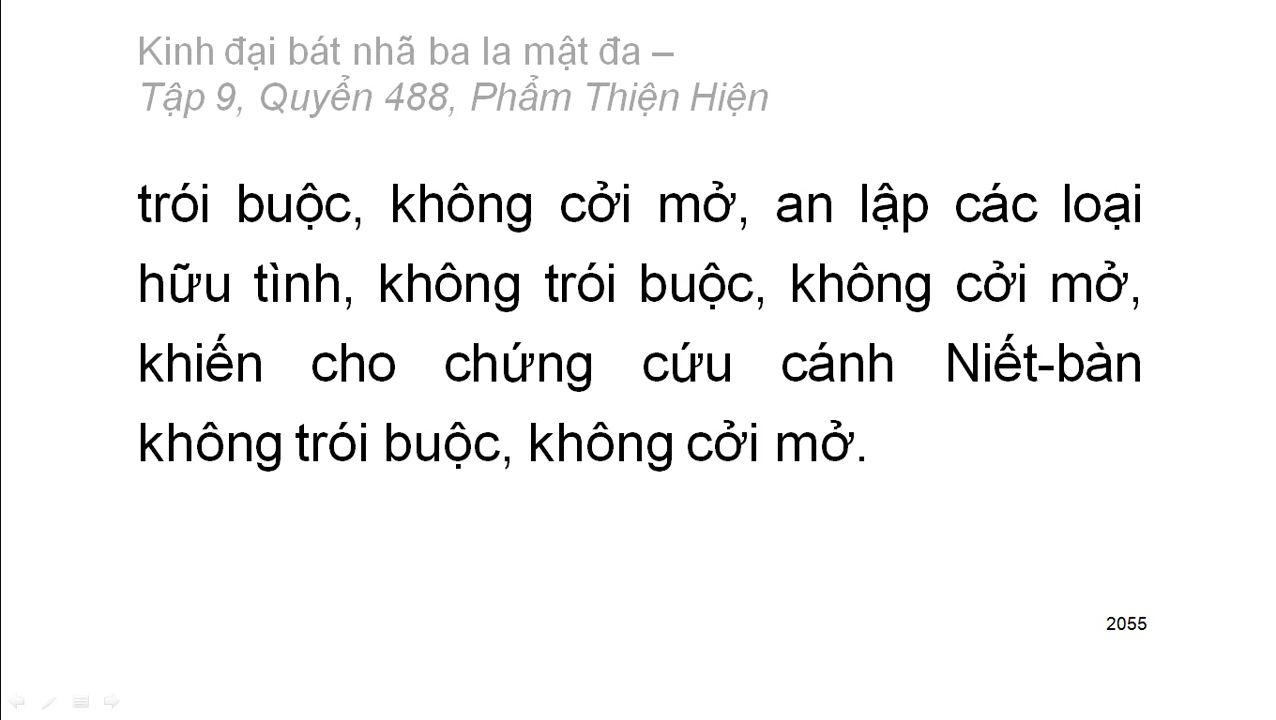 Kinh đại bát nhã ba la mật đa –
Tập 9, Quyển 488, Phẩm Thiện Hiện
trói buộc, không cởi mở, an lập các loại
hữu tình, không trói buộc, không cởi mở,
khiến cho chứng cứu cánh Niết-bàn
không trói buộc, không cởi mở.
2055